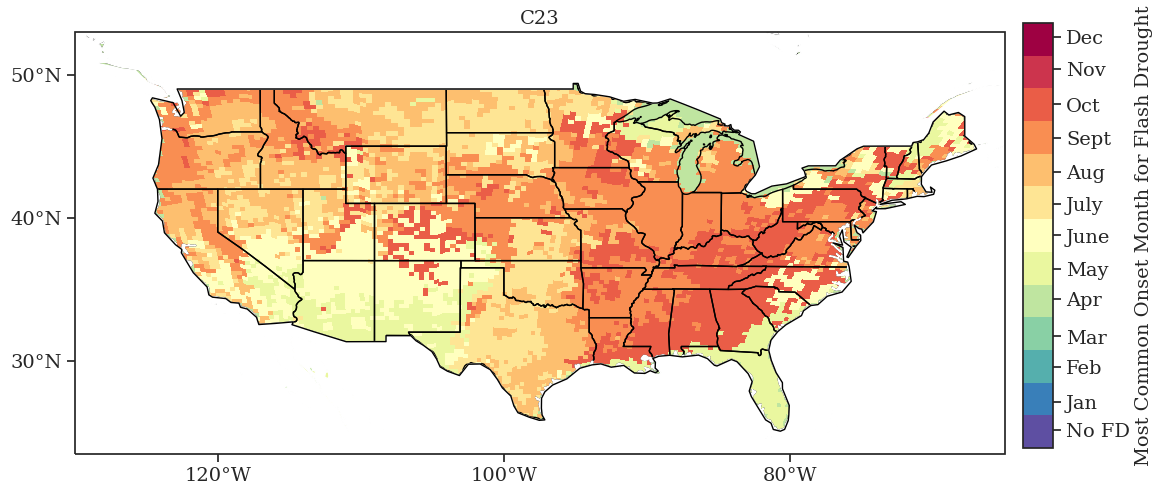 C23
50°N
40°N
30°N
120°W
100°W
80°W
Dec
Nov
Oct
Sept
Aug
July
June
May
Apr
Mar
Feb
Jan
No FD
Most Common Onset Month for Flash Drought